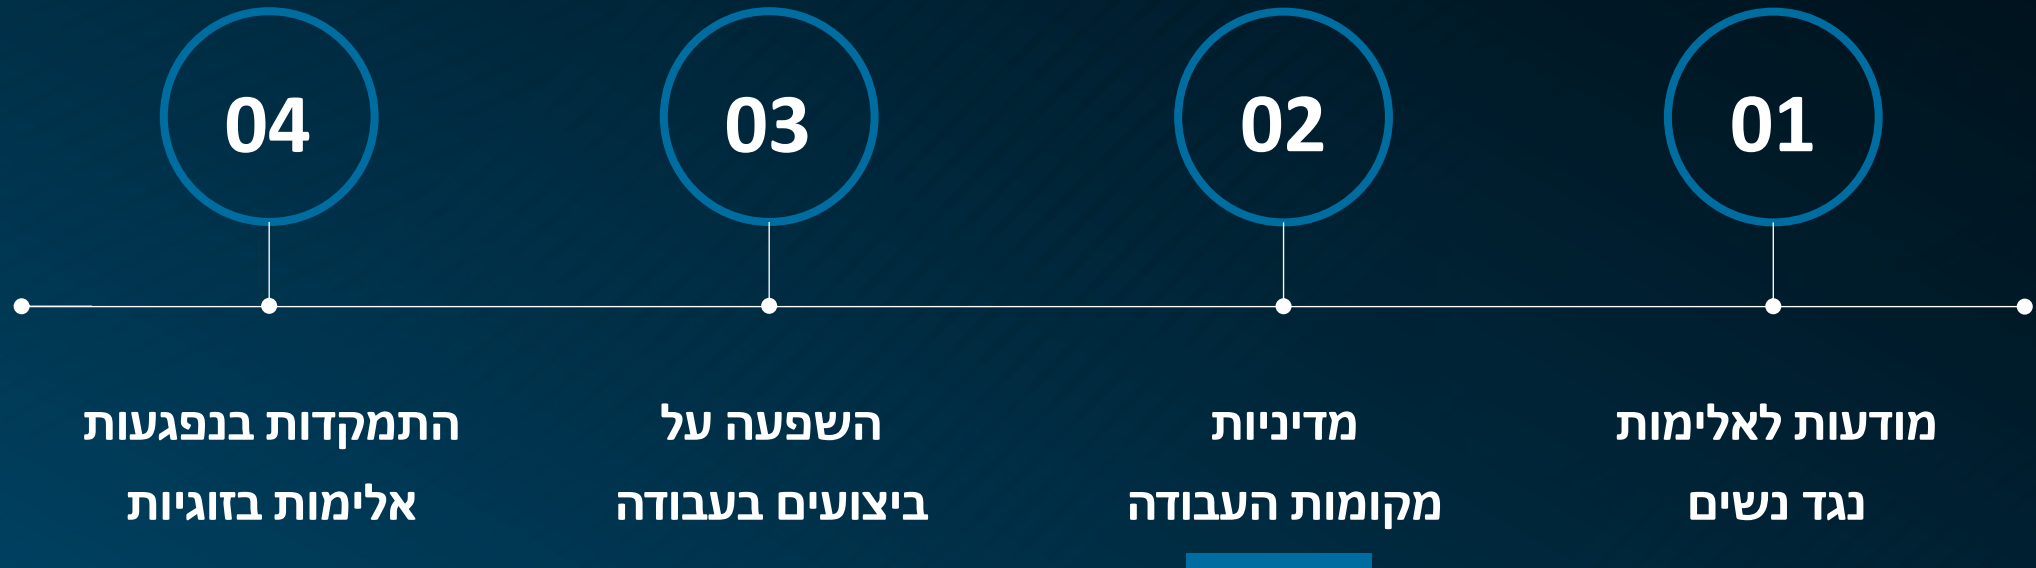 01
מודעות לאלימות
נגד נשים
02
מדיניות
מקומות העבודה
03
השפעה על
ביצועים בעבודה
04
התמקדות בנפגעות
אלימות בזוגיות